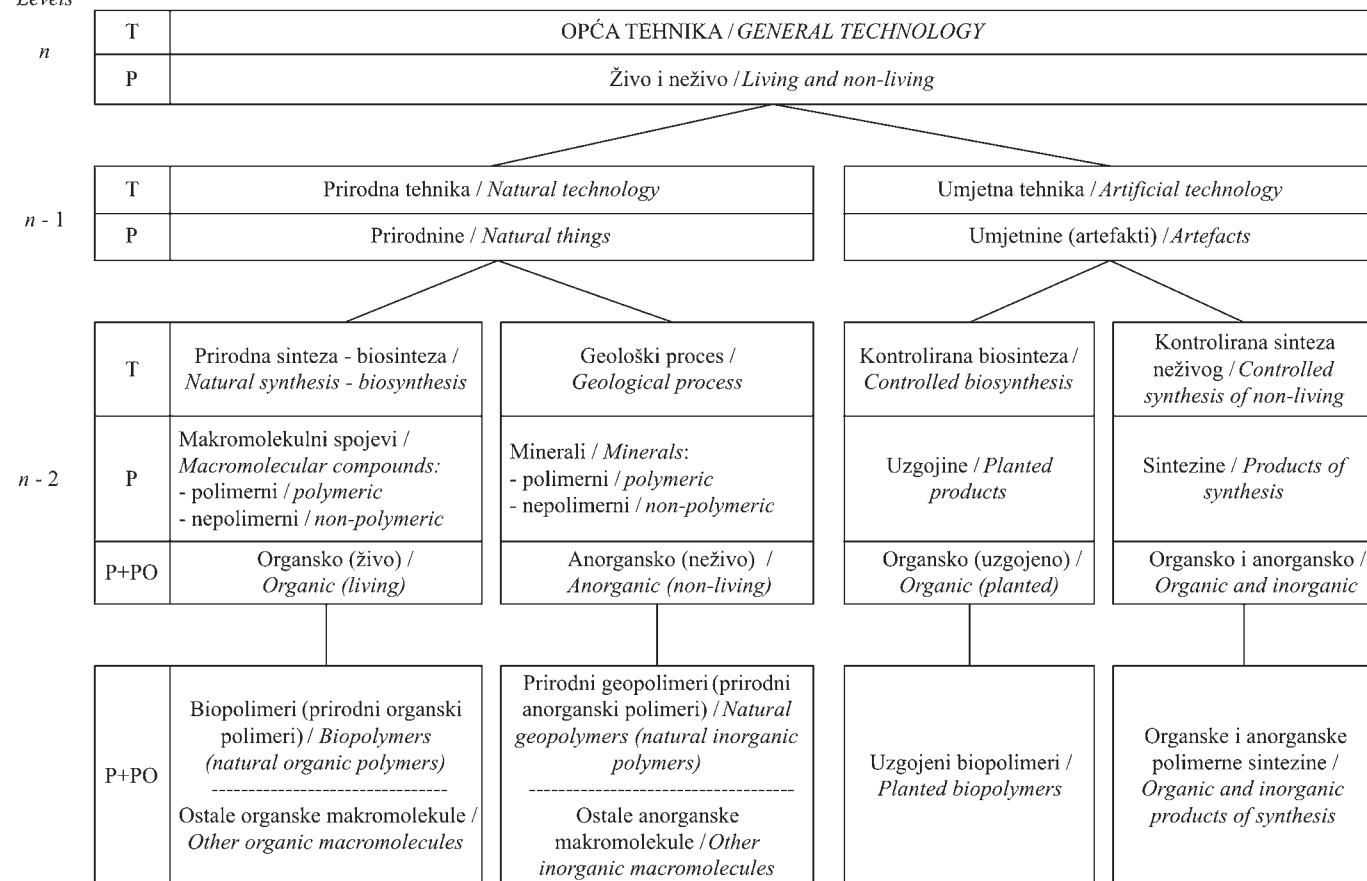 Levels
n
T
OPĆA TEHNIKA / GENERAL TECHNOLOGY
P
Živo i neživo / Living and non-living
n - 1
T
Prirodna tehnika / Natural technology
Umjetna tehnika / Artificial technology
P
Prirodnine / Natural things
Umjetnine (artefakti) / Artefacts
n - 2
T
Prirodna sinteza - biosinteza /
Natural synthesis - biosynthesis
Geološki proces /
Geological process
Kontrolirana biosinteza /
Controlled biosynthesis
Kontrolirana sinteza
neživog / Controlled
synthesis of non-living
P
Makromolekulni spojevi /
Macromolecular compounds:
- polimerni / polymeric
- nepolimerni / non-polymeric
Minerali / Minerals:
- polimerni / polymeric
- nepolimerni / non-polymeric
Uzgojine / Planted
products
Sintezine / Products of
synthesis
P+PO
Organsko (živo) /
Organic (living)
Anorgansko (neživo) /
Anorganic (non-living)
Organsko (uzgojeno) /
Organic (planted)
Organsko i anorgansko /
Organic and inorganic
P+PO
Biopolimeri (prirodni organski
polimeri) / Biopolymers
(natural organic polymers)
--------------------------------
Ostale organske makromolekule /
Other organic macromolecules
Prirodni geopolimeri (prirodni
anorganski polimeri) / Natural
geopolymers (natural inorganic
polymers)
------------------------------------
Ostale anorganske
makromolekule / Other
inorganic macromolecules
Uzgojeni biopolimeri /
Planted biopolymers
Organske i anorganske
polimerne sintezine /
Organic and inorganic
products of synthesis